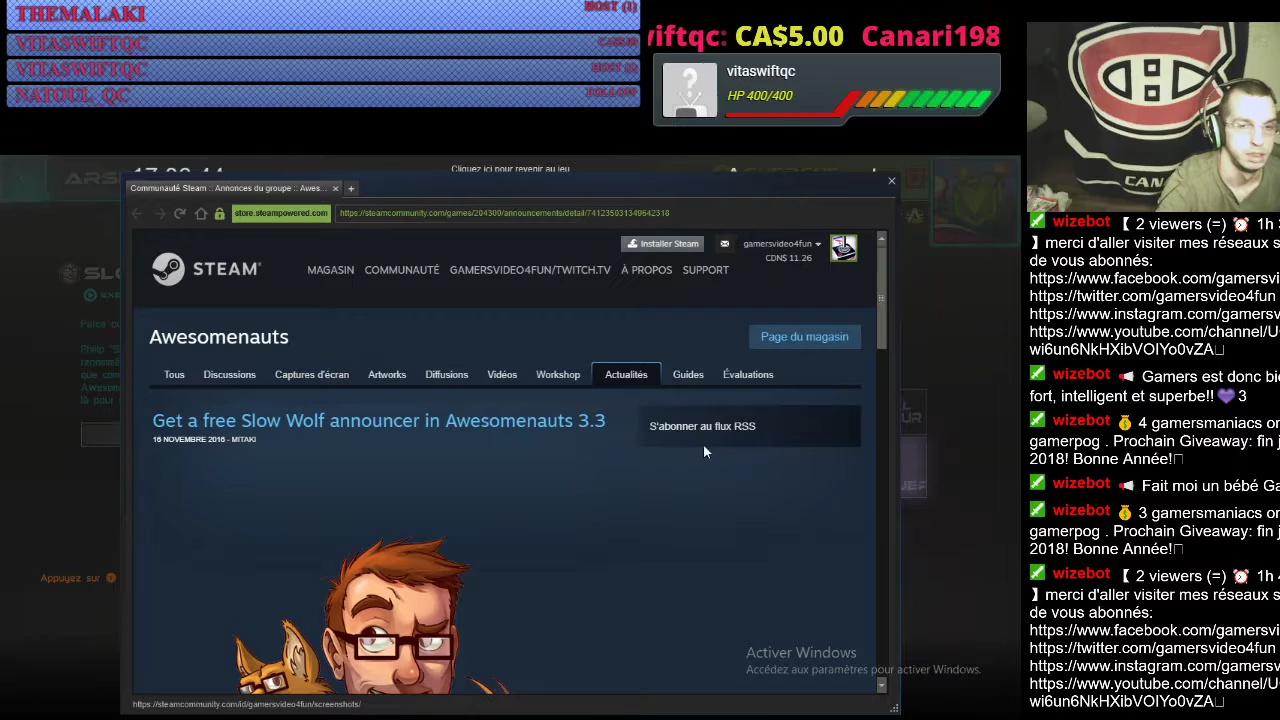 THEMALAKI
HOST (1)
VITASWIFTQC
CA$5.00
VITASWIFTQC
NATOUL QC
FOLLOW
iftqc: CA$5.00 Canari198
vitaswiftqc
HP 400/400
CANA
Cliquez ici pour revenir au jeu
Communauté Steam :: Annonces du groupe :: Awes...
store.steampowered.com
https://steamcommunity.com/games/204300/announcements/detail/741235031349642318
Installer Steam
gamersvideo4fun
CDN$ 11.26
STEAM
MAGASIN COMMUNAUTÉ GAMERSVIDEO4FUN/TWITCH.TV À PROPOS SUPPORT
Awesomenauts
Page du magasin
Tous Discussions Captures d'écran Artworks Diffusions Vidéos Workshop Actualités Guides Évaluations
Get a free Slow Wolf announcer in Awesomenauts 3.3
16 NOVEMBRE 2016 - MITAKI
S'abonner au flux RSS
Appuyez sur
Activer Windows
Accédez aux paramètres pour activer Windows.
https://steamcommunity.com/id/gamersvideo4fun/screenshots/
wizebot 【 2 viewers (=) ⏰ 1h
】 merci d'aller visiter mes réseaux s
de vous abonnés:
https://www.facebook.com/gamersvi
https://twitter.com/gamersvideo4fun
https://www.instagram.com/gamersv
https://www.youtube.com/channel/U
wi6un6NkHXibVOIYo0vZA
wizebot Gamers est donc bie
fort, intelligent et superbe!! 💜 3
wizebot 4 gamersmaniacs or
gamerpog . Prochain Giveaway: fin j
2018! Bonne Année!
wizebot Fait moi un bébé Ga
wizebot 3 gamersmaniacs or
gamerpog . Prochain Giveaway: fin j
2018! Bonne Année!
wizebot 【 2 viewers (=) ⏰ 1h
】 merci d'aller visiter mes réseaux s
de vous abonnés:
https://www.facebook.com/gamersvi
https://twitter.com/gamersvideo4fun
https://www.instagram.com/gamersv
https://www.youtube.com/channel/U
wi6un6NkHXibVOIYo0vZA